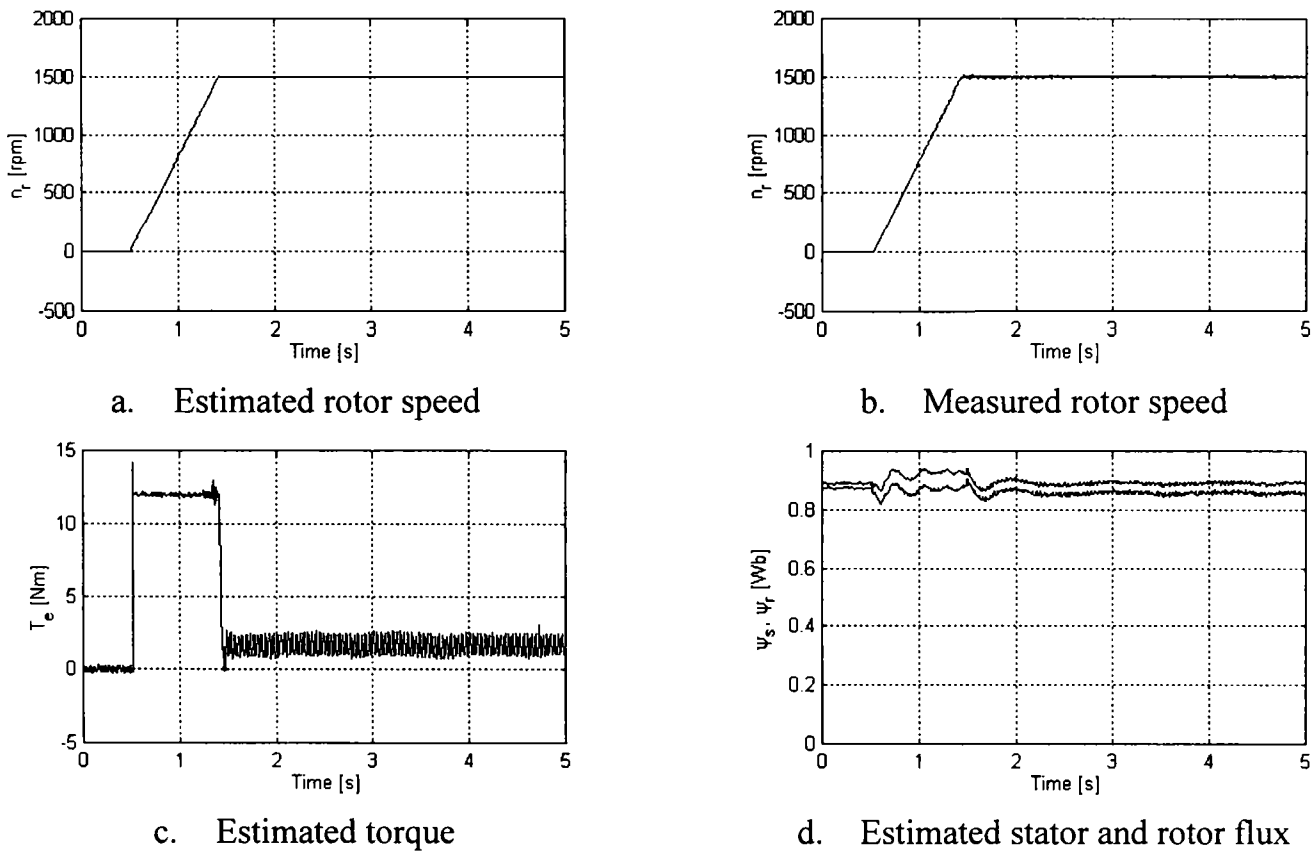 2000
1500
1000
500
0
-500
n_r [rpm]
0 1 2 3 4 5
Time [s]
a. Estimated rotor speed
2000
1500
1000
500
0
-500
n_r [rpm]
0 1 2 3 4 5
Time [s]
b. Measured rotor speed
15
10
5
0
-5
T_e [Nm]
0 1 2 3 4 5
Time [s]
c. Estimated torque
1
0.8
0.6
0.4
0.2
0
Ψ_s, Ψ_r [Wb]
0 1 2 3 4 5
Time [s]
d. Estimated stator and rotor flux